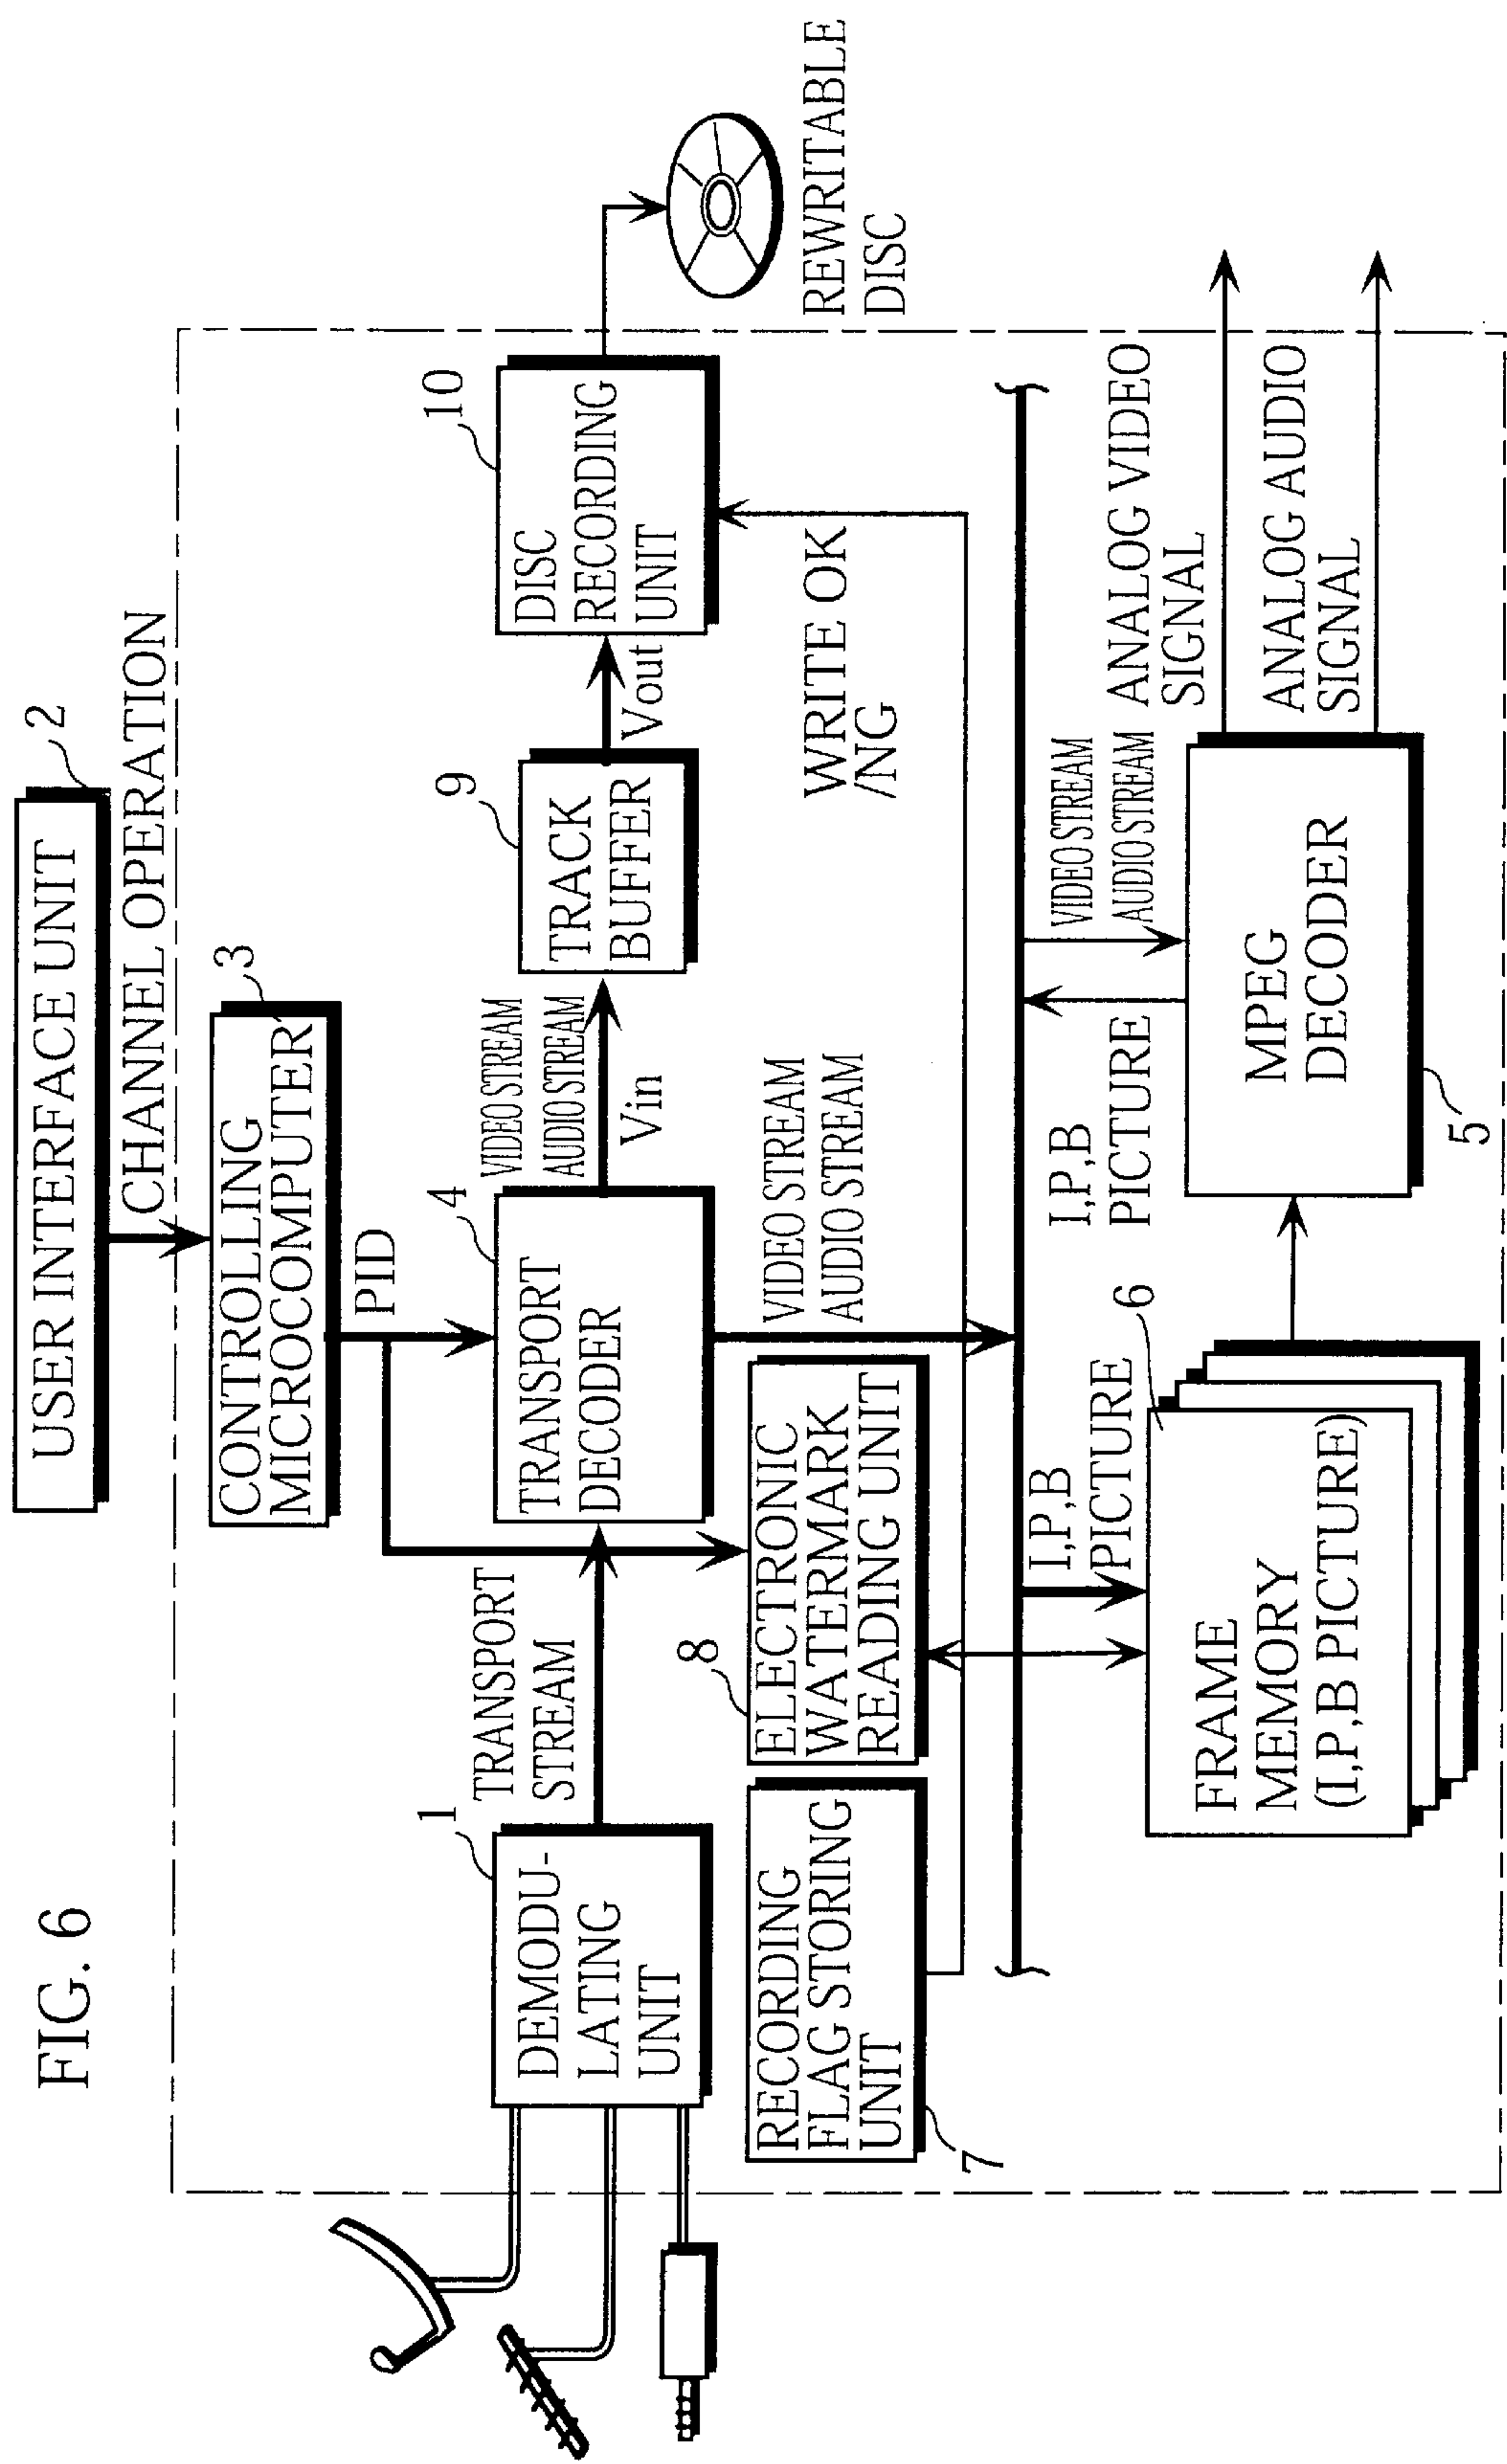 FIG. 6
USER INTERFACE UNIT
2
CHANNEL OPERATION
CONTROLLING
MICROCOMPUTER
3
PID
1
DEMODU-
LATING
UNIT
TRANSPORT
STREAM
4
TRANSPORT
DECODER
VIDEO STREAM
AUDIO STREAM
Vin
9
TRACK
BUFFER
Vout
10
DISC
RECORDING
UNIT
REWRITABLE
DISC
RECORDING
FLAG STORING
UNIT
7
8
ELECTRONIC
WATERMARK
READING UNIT
VIDEO STREAM
AUDIO STREAM
WRITE OK
/NG
I,P,B
PICTURE
6
FRAME
MEMORY
(I,P,B PICTURE)
I,P,B
PICTURE
VIDEO STREAM
AUDIO STREAM
MPEG
DECODER
5
ANALOG VIDEO
SIGNAL
ANALOG AUDIO
SIGNAL